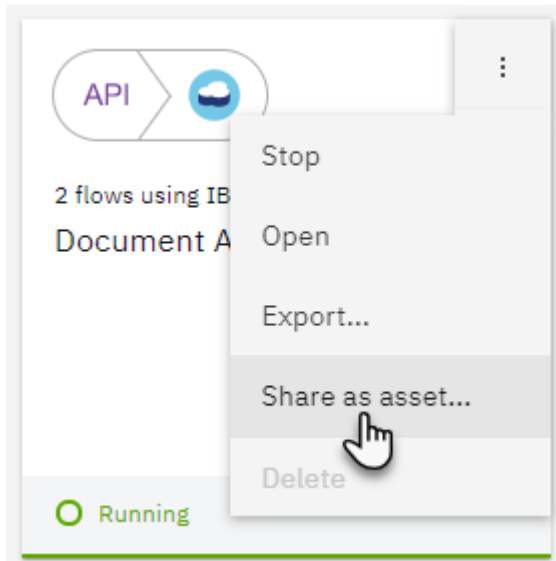 API
2 flows using IB
Document A
Stop
Open
Export...
Share as asset...
Delete
Running